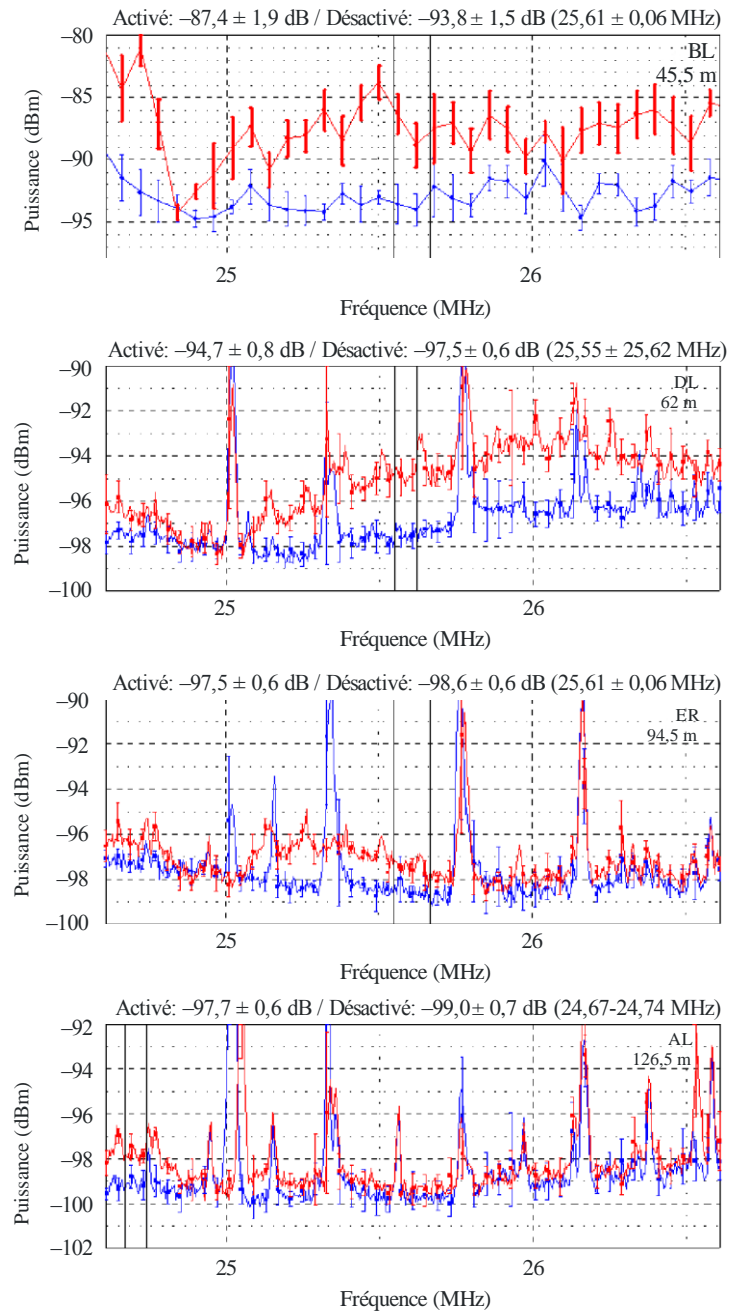 Activé: –87,4 ± 1,9 dB / Désactivé: –93,8 ± 1,5 dB (25,61 ± 0,06 MHz)
–80
BL
45,5 m
–85
–90
–95
Puissance (dBm)
25
26
Fréquence (MHz)
Activé: –94,7 ± 0,8 dB / Désactivé: –97,5 ± 0,6 dB (25,55 ± 25,62 MHz)
–90
DL
62 m
–92
–94
–96
–98
–100
Puissance (dBm)
25
26
Fréquence (MHz)
Activé: –97,5 ± 0,6 dB / Désactivé: –98,6 ± 0,6 dB (25,61 ± 0,06 MHz)
–90
ER
94,5 m
–92
–94
–96
–98
–100
Puissance (dBm)
25
26
Fréquence (MHz)
Activé: –97,7 ± 0,6 dB / Désactivé: –99,0 ± 0,7 dB (24,67-24,74 MHz)
–92
AL
126,5 m
–94
–96
–98
–100
–102
Puissance (dBm)
25
26
Fréquence (MHz)